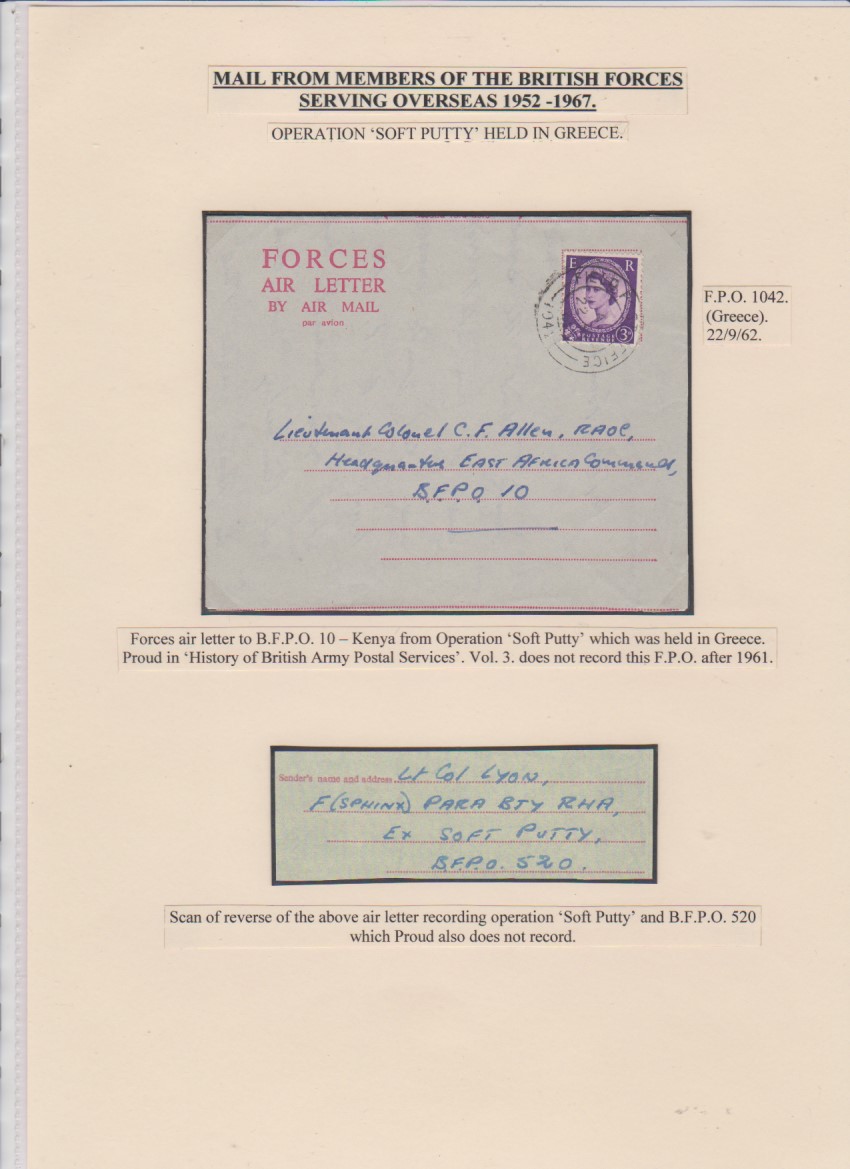 MAIL FROM MEMBERS OF THE BRITISH FORCES
SERVING OVERSEAS 1952 -1967.
OPERATION ‘SOFT PUTTY’ HELD IN GREECE.
FORCES
AIR LETTER
BY AIR MAIL
par avion
E R
POSTAGE
REVENUE
3D
OFFICE
1042
F.P.O. 1042.
(Greece).
22/9/62.
Lieutenant Colonel C.F. Allen, RAOC,
Headquarters EAST AFRICA Command,
B.F.P.O. 10
Forces air letter to B.F.P.O. 10 – Kenya from Operation ‘Soft Putty’ which was held in Greece.
Proud in ‘History of British Army Postal Services’. Vol. 3. does not record this F.P.O. after 1961.
Sender's name and address Lt Col LYON,
F(SPHINX) PARA BTY RHA,
Ex SOFT PUTTY,
B.F.P.O. 520.
Scan of reverse of the above air letter recording operation ‘Soft Putty’ and B.F.P.O. 520
which Proud also does not record.